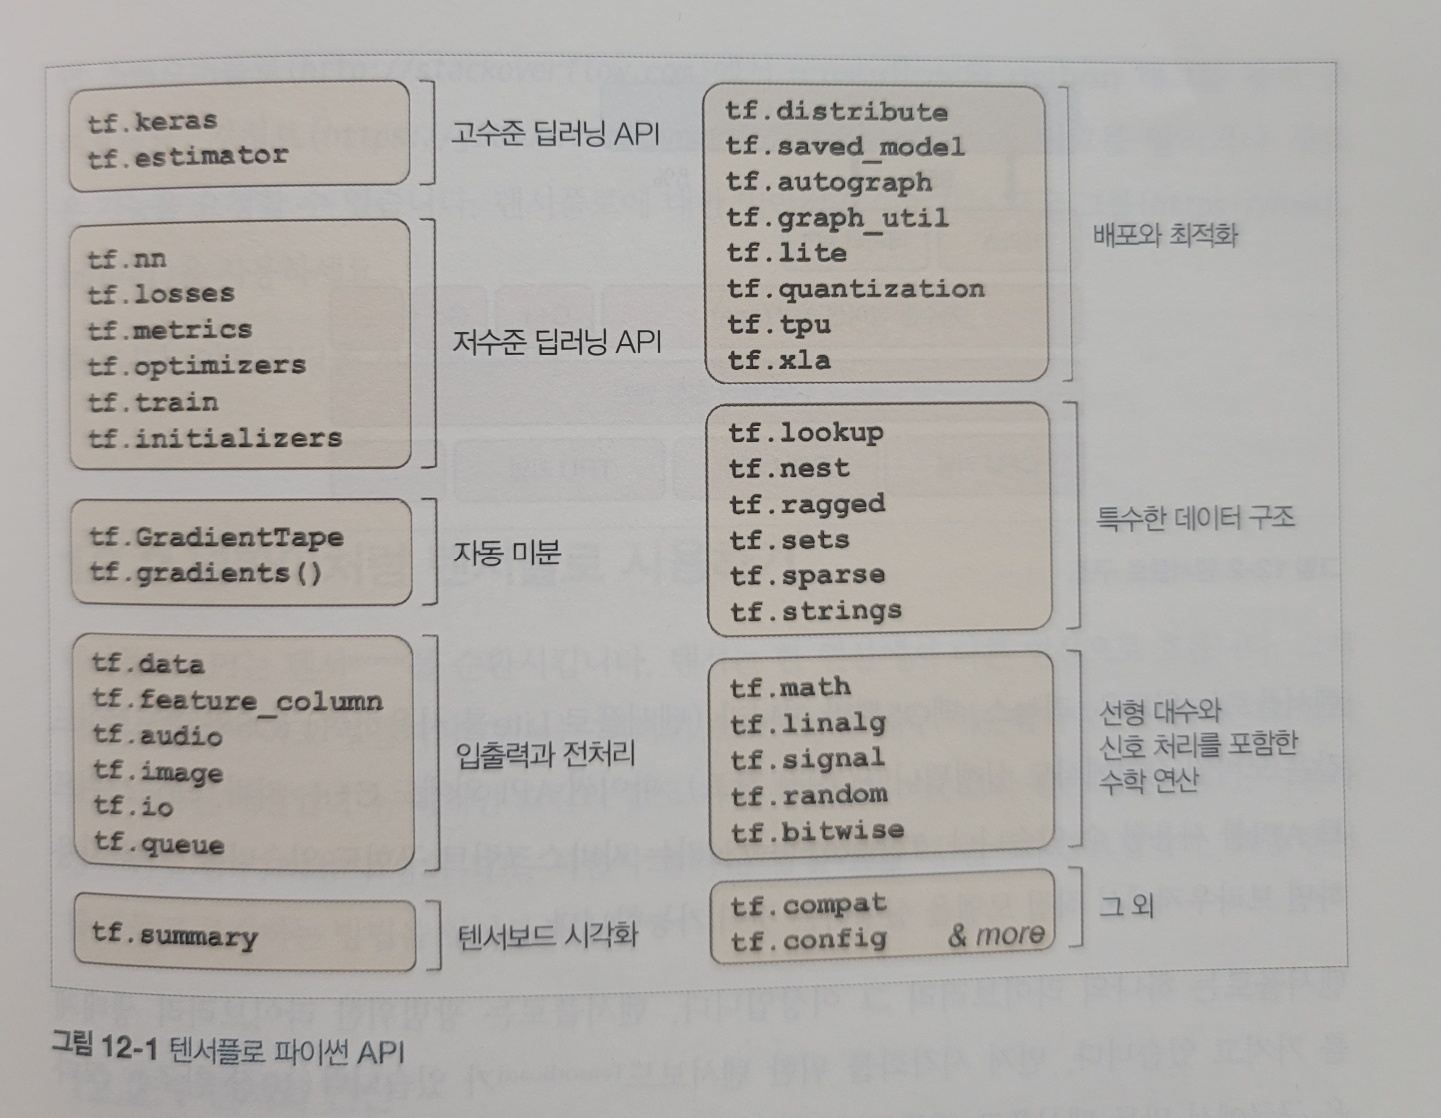 tf.keras
tf.estimator
고수준 딥러닝 API
tf.nn
tf.losses
tf.metrics
tf.optimizers
tf.train
tf.initializers
저수준 딥러닝 API
tf.GradientTape
tf.gradients()
자동 미분
tf.data
tf.feature_column
tf.audio
tf.image
tf.io
tf.queue
입출력과 전처리
tf.summary
텐서보드 시각화
tf.distribute
tf.saved_model
tf.autograph
tf.graph_util
tf.lite
tf.quantization
tf.tpu
tf.xla
배포와 최적화
tf.lookup
tf.nest
tf.ragged
tf.sets
tf.sparse
tf.strings
특수한 데이터 구조
tf.math
tf.linalg
tf.signal
tf.random
tf.bitwise
선형 대수와
신호 처리를 포함한
수학 연산
tf.compat
tf.config & more
그 외
그림 12-1 텐서플로 파이썬 API